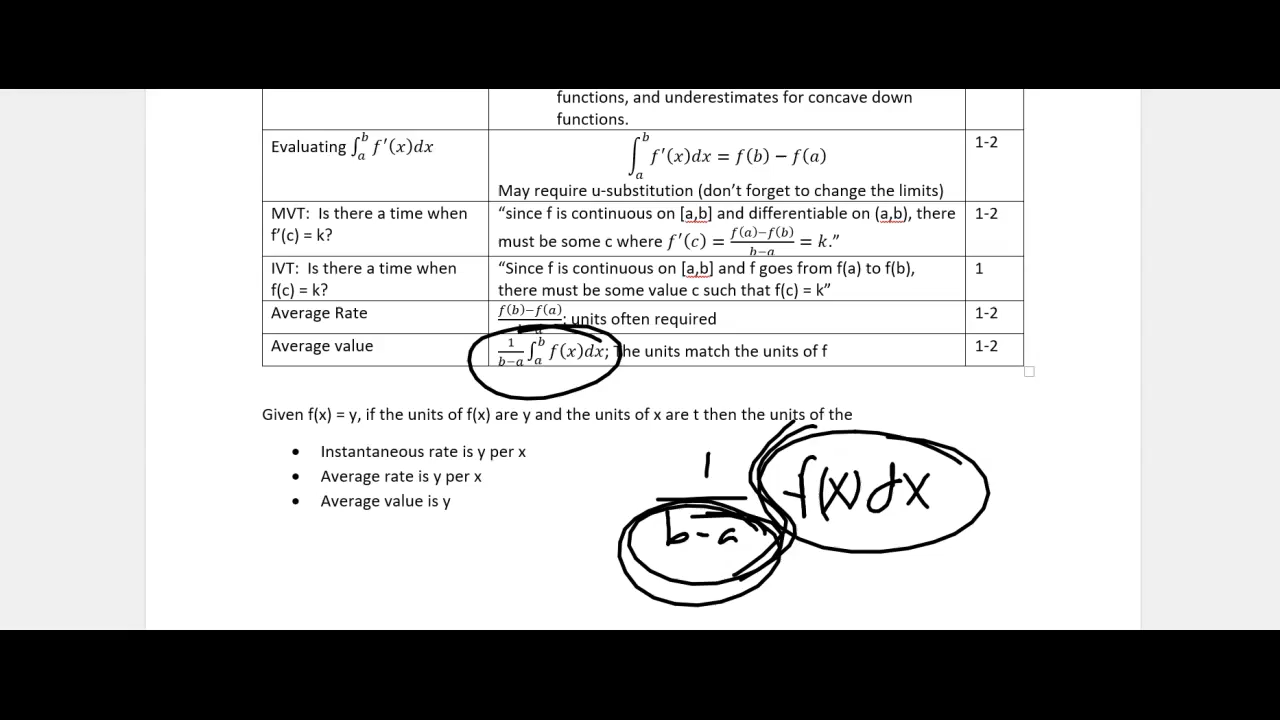 functions, and underestimates for concave down
functions.
Evaluating ∫ₐᵇ f′(x)dx
∫ₐᵇ f′(x)dx = f(b) − f(a)
May require u-substitution (don’t forget to change the limits)
1-2
MVT: Is there a time when
f’(c) = k?
“since f is continuous on [a,b] and differentiable on (a,b), there
must be some c where f′(c) = f(a)−f(b)/b−a = k.”
1-2
IVT: Is there a time when
f(c) = k?
“Since f is continuous on [a,b] and f goes from f(a) to f(b),
there must be some value c such that f(c) = k”
1
Average Rate
f(b)−f(a)
; units often required
1-2
Average value
1/b−a ∫ₐᵇ f(x)dx; The units match the units of f
1-2
Given f(x) = y, if the units of f(x) are y and the units of x are t then the units of the
• Instantaneous rate is y per x
• Average rate is y per x
• Average value is y
1
b-a
f(x)dx